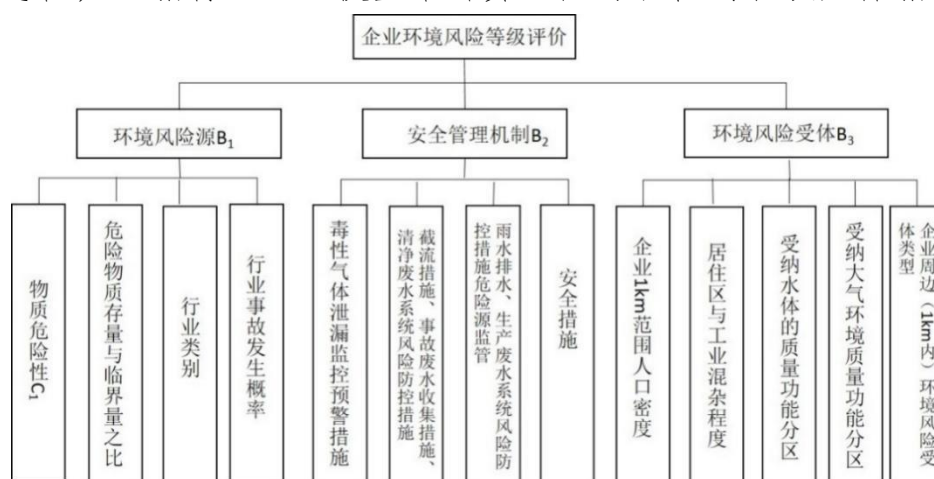 企业环境风险等级评价
环境风险源B₁
安全管理机制B₂
环境风险受体B₃
物质危险性C₁
危险物质存量与临界量之比
行业类别
行业事故发生概率
毒性气体泄漏监控预警措施
截流措施、事故废水收集措施、
清净废水系统风险防控措施
雨水排水、生产废水系统风险防
控措施危险源监管
安全措施
企业1km范围人口密度
居住区与工业混杂程度
受纳水体的质量功能分区
受纳大气环境质量功能分区
企业周边（1km内）环境风险受
体类型